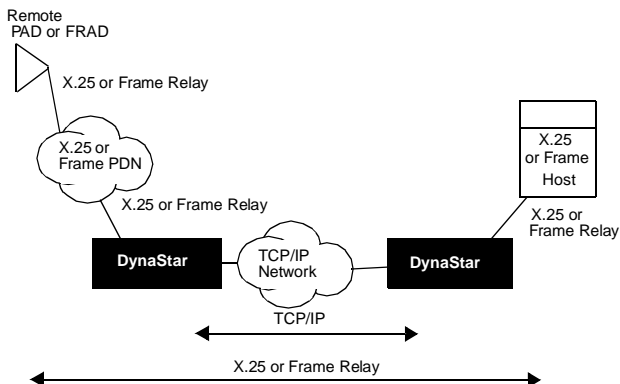 Remote
PAD or FRAD
X.25 or Frame Relay
X.25 or
Frame PDN
X.25 or Frame Relay
DynaStar
TCP/IP
Network
DynaStar
X.25
or Frame
Host
X.25 or
Frame Relay
TCP/IP
X.25 or Frame Relay